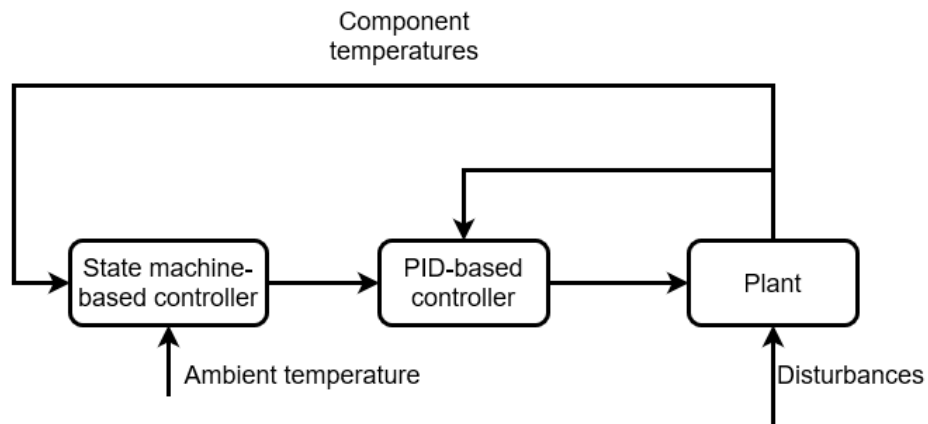 Component
temperatures
State machine-
based controller
PID-based
controller
Plant
Ambient temperature
Disturbances